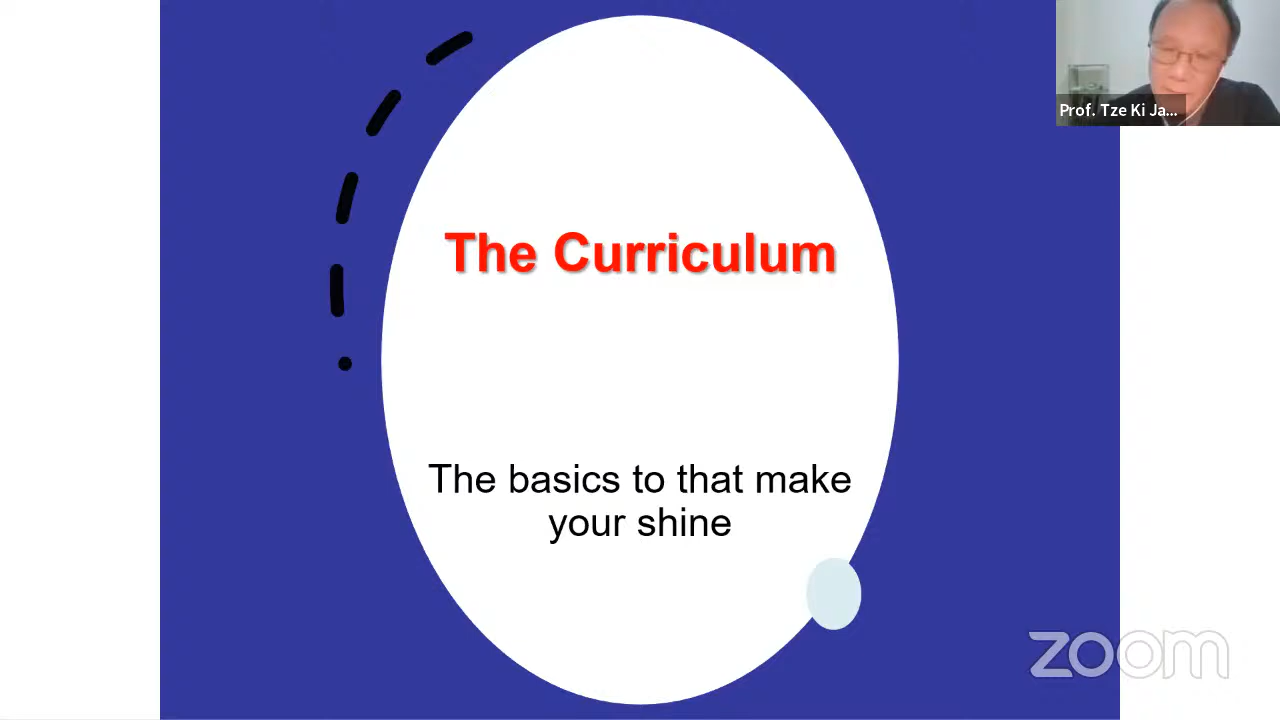 Prof. Tze Ki Ja...
The Curriculum
The basics to that make
your shine
zoom